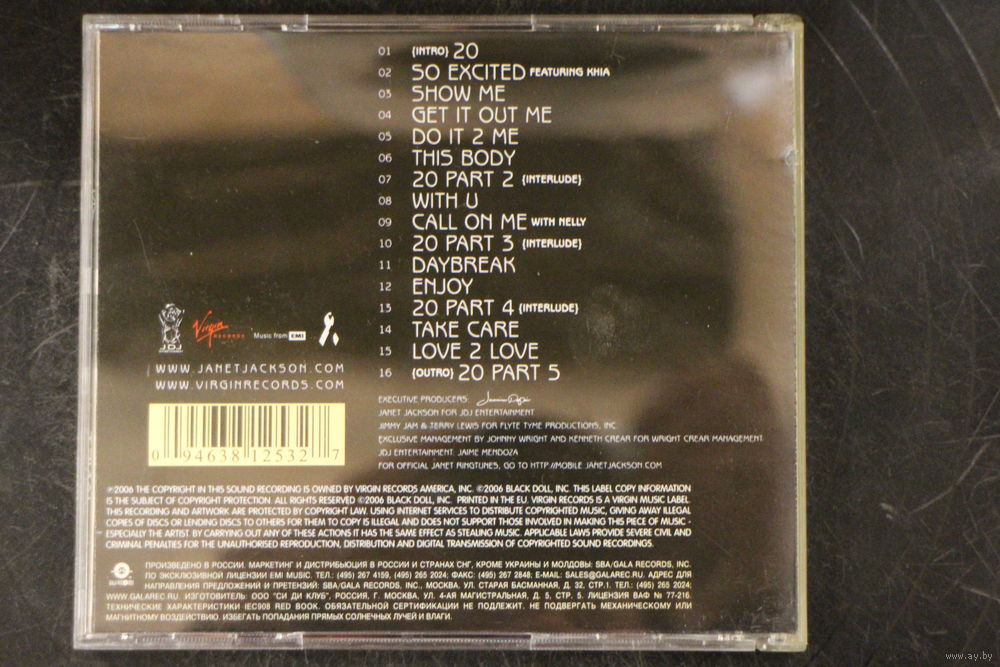 01 {INTRO} 20
02 SO EXCITED FEATURING KHIA
03 SHOW ME
04 GET IT OUT ME
05 DO IT 2 ME
06 THIS BODY
07 20 PART 2 {INTERLUDE}
08 WITH U
09 CALL ON ME WITH NELLY
10 20 PART 3 {INTERLUDE}
11 DAYBREAK
12 ENJOY
13 20 PART 4 {INTERLUDE}
14 TAKE CARE
15 LOVE 2 LOVE
16 {OUTRO} 20 PART 5
JDJ
Virgin
RECORDS
Music from EMI
WWW.JANETJACKSON.COM
WWW.VIRGINRECORDS.COM
0 94638 12532 7
EXECUTIVE PRODUCERS:
JANET JACKSON FOR JDJ ENTERTAINMENT
JIMMY JAM & TERRY LEWIS FOR FLYTE TYME PRODUCTIONS, INC.
EXCLUSIVE MANAGEMENT BY JOHNNY WRIGHT AND KENNETH CREAR FOR WRIGHT CREAR MANAGEMENT
JDJ ENTERTAINMENT: JAIME MENDOZA
FOR OFFICIAL JANET RINGTUNES, GO TO HTTP://MOBILE.JANETJACKSON.COM
℗2006 THE COPYRIGHT IN THIS SOUND RECORDING IS OWNED BY VIRGIN RECORDS AMERICA, INC. ©2006 BLACK DOLL, INC. THIS LABEL COPY INFORMATION
IS THE SUBJECT OF COPYRIGHT PROTECTION. ALL RIGHTS RESERVED ©2006 BLACK DOLL, INC. PRINTED IN THE EU. VIRGIN RECORDS IS A VIRGIN MUSIC LABEL.
THIS RECORDING AND ARTWORK ARE PROTECTED BY COPYRIGHT LAW. USING INTERNET SERVICES TO DISTRIBUTE COPYRIGHTED MUSIC, GIVING AWAY ILLEGAL
COPIES OF DISCS OR LENDING DISCS TO OTHERS FOR THEM TO COPY IS ILLEGAL AND DOES NOT SUPPORT THOSE INVOLVED IN MAKING THIS PIECE OF MUSIC -
ESPECIALLY THE ARTIST. BY CARRYING OUT ANY OF THESE ACTIONS IT HAS THE SAME EFFECT AS STEALING MUSIC. APPLICABLE LAWS PROVIDE SEVERE CIVIL AND
CRIMINAL PENALTIES FOR THE UNAUTHORISED REPRODUCTION, DISTRIBUTION AND DIGITAL TRANSMISSION OF COPYRIGHTED SOUND RECORDINGS.
ПРОИЗВЕДЕНО В РОССИИ. МАРКЕТИНГ И ДИСТРИБЬЮЦИЯ В РОССИИ И СТРАНАХ СНГ, КРОМЕ УКРАИНЫ И МОЛДОВЫ: SBA/GALA RECORDS, INC.
ПО ЭКСКЛЮЗИВНОЙ ЛИЦЕНЗИИ EMI MUSIC. ТЕЛ.: (495) 267 4159, (495) 265 2024; ФАКС: (495) 267 2848; E-MAIL: SALES@GALAREC.RU. АДРЕС ДЛЯ
НАПРАВЛЕНИЯ ПРЕДЛОЖЕНИЙ И ПРЕТЕНЗИЙ: SBA/GALA RECORDS, INC., МОСКВА, УЛ. СТАРАЯ БАСМАННАЯ, Д. 32, СТР.1. ТЕЛ.: (495) 265 2024;
WWW.GALAREC.RU. ИЗГОТОВИТЕЛЬ: ООО "СИ ДИ КЛУБ", РОССИЯ, Г. МОСКВА, УЛ. 4-АЯ МАГИСТРАЛЬНАЯ, Д. 5, СТР. 5. ЛИЦЕНЗИЯ ВАФ № 77-216.
ТЕХНИЧЕСКИЕ ХАРАКТЕРИСТИКИ IEC908 RED BOOK. ОБЯЗАТЕЛЬНОЙ СЕРТИФИКАЦИИ НЕ ПОДЛЕЖИТ. НЕ ПОДВЕРГАТЬ МЕХАНИЧЕСКОМУ ИЛИ
МАГНИТНОМУ ВОЗДЕЙСТВИЮ. ИЗБЕГАТЬ ПОПАДАНИЯ ПРЯМЫХ СОЛНЕЧНЫХ ЛУЧЕЙ И ВЛАГИ.
www.ay.by